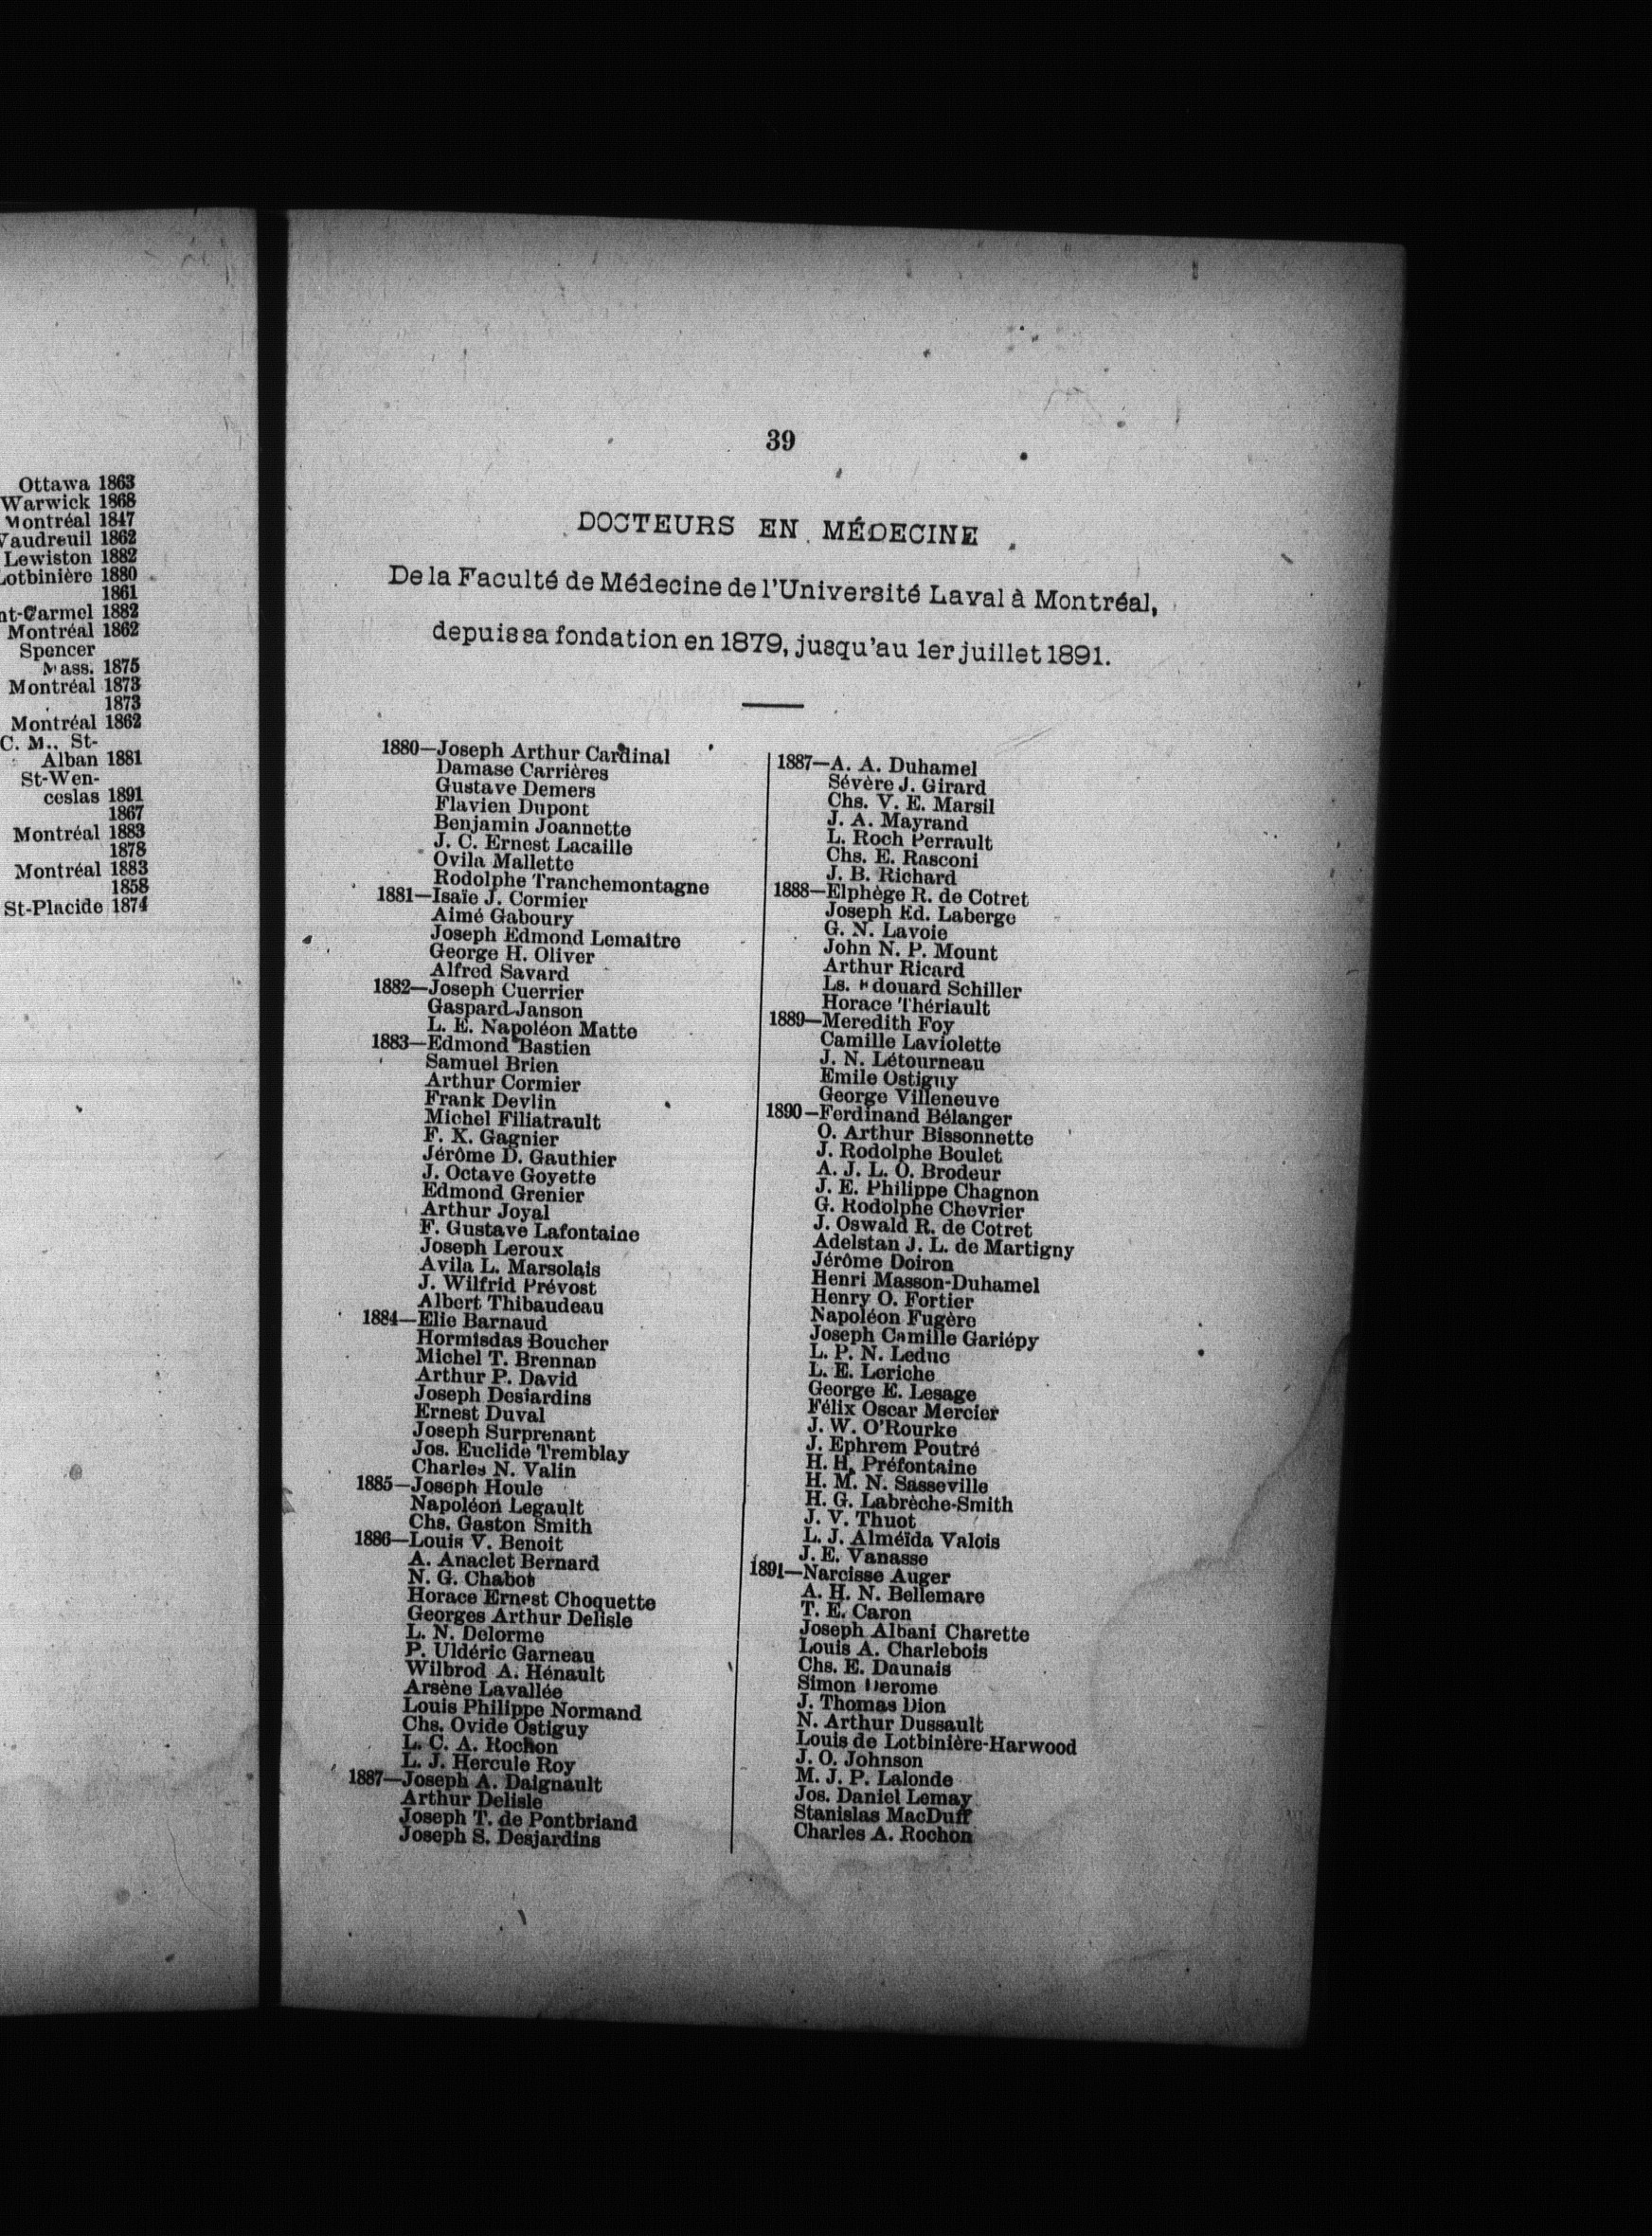 Ottawa 1863
Warwick 1868
Montréal 1847
Vaudreuil 1862
Lewiston 1882
Lotbinière 1880
1861
nt-Carmel 1882
Montréal 1862
Spencer
Mass. 1875
Montréal 1873
1873
Montréal 1862
C. M., St-
Alban 1881
St-Wen-
ceslas 1891
1867
Montréal 1883
1878
Montréal 1883
1858
St-Placide 1874
39
DOCTEURS EN MÉDECINE
De la Faculté de Médecine de l'Université Laval à Montréal,
depuis sa fondation en 1879, jusqu'au 1er juillet 1891.
1880—Joseph Arthur Cardinal
Damase Carrières
Gustave Demers
Flavien Dupont
Benjamin Joannette
J. C. Ernest Lacaille
Ovila Mallette
Rodolphe Tranchemontagne
1881—Isaïe J. Cormier
Aimé Gaboury
Joseph Edmond Lemaitre
George H. Oliver
Alfred Savard
1882—Joseph Cuerrier
Gaspard Janson
L. E. Napoléon Matte
1883—Edmond Bastien
Samuel Brien
Arthur Cormier
Frank Devlin
Michel Filiatrault
F. X. Gagnier
Jérôme D. Gauthier
J. Octave Goyette
Edmond Grenier
Arthur Joyal
F. Gustave Lafontaine
Joseph Leroux
Avila L. Marsolais
J. Wilfrid Prévost
Albert Thibaudeau
1884—Elie Barnaud
Hormisdas Boucher
Michel T. Brennan
Arthur P. David
Joseph Desjardins
Ernest Duval
Joseph Surprenant
Jos. Euclide Tremblay
Charles N. Valin
1885—Joseph Houle
Napoléon Legault
Chs. Gaston Smith
1886—Louis V. Benoit
A. Anaclet Bernard
N. G. Chabot
Horace Ernest Choquette
Georges Arthur Delisle
L. N. Delorme
P. Uldéric Garneau
Wilbrod A. Hénault
Arsène Lavallée
Louis Philippe Normand
Chs. Ovide Ostiguy
L. C. A. Rochon
L. J. Hercule Roy
1887—Joseph A. Daignault
Arthur Delisle
Joseph T. de Pontbriand
Joseph S. Desjardins
1887—A. A. Duhamel
Sévère J. Girard
Chs. V. E. Marsil
J. A. Mayrand
L. Roch Perrault
Chs. E. Rasconi
J. B. Richard
1888—Elphège R. de Cotret
Joseph Ed. Laberge
G. N. Lavoie
John N. P. Mount
Arthur Ricard
Ls. Edouard Schiller
Horace Thériault
1889—Meredith Foy
Camille Laviolette
J. N. Létourneau
Emile Ostiguy
George Villeneuve
1890—Ferdinand Bélanger
O. Arthur Bissonnette
J. Rodolphe Boulet
A. J. L. O. Brodeur
J. E. Philippe Chagnon
G. Rodolphe Chevrier
J. Oswald R. de Cotret
Adelstan J. L. de Martigny
Jérôme Doiron
Henri Masson-Duhamel
Henry O. Fortier
Napoléon Fugère
Joseph Camille Gariépy
L. P. N. Leduc
L. E. Leriche
George E. Lesage
Félix Oscar Mercier
J. W. O'Rourke
J. Ephrem Poutré
H. H. Préfontaine
H. M. N. Sasseville
H. G. Labrèche-Smith
J. V. Thuot
L. J. Alméïda Valois
J. E. Vanasse
1891—Narcisse Auger
A. H. N. Bellemare
T. E. Caron
Joseph Albani Charette
Louis A. Charlebois
Chs. E. Daunais
Simon Derome
J. Thomas Dion
N. Arthur Dussault
Louis de Lotbinière-Harwood
J. O. Johnson
M. J. P. Lalonde
Jos. Daniel Lemay
Stanislas MacDuff
Charles A. Rochon